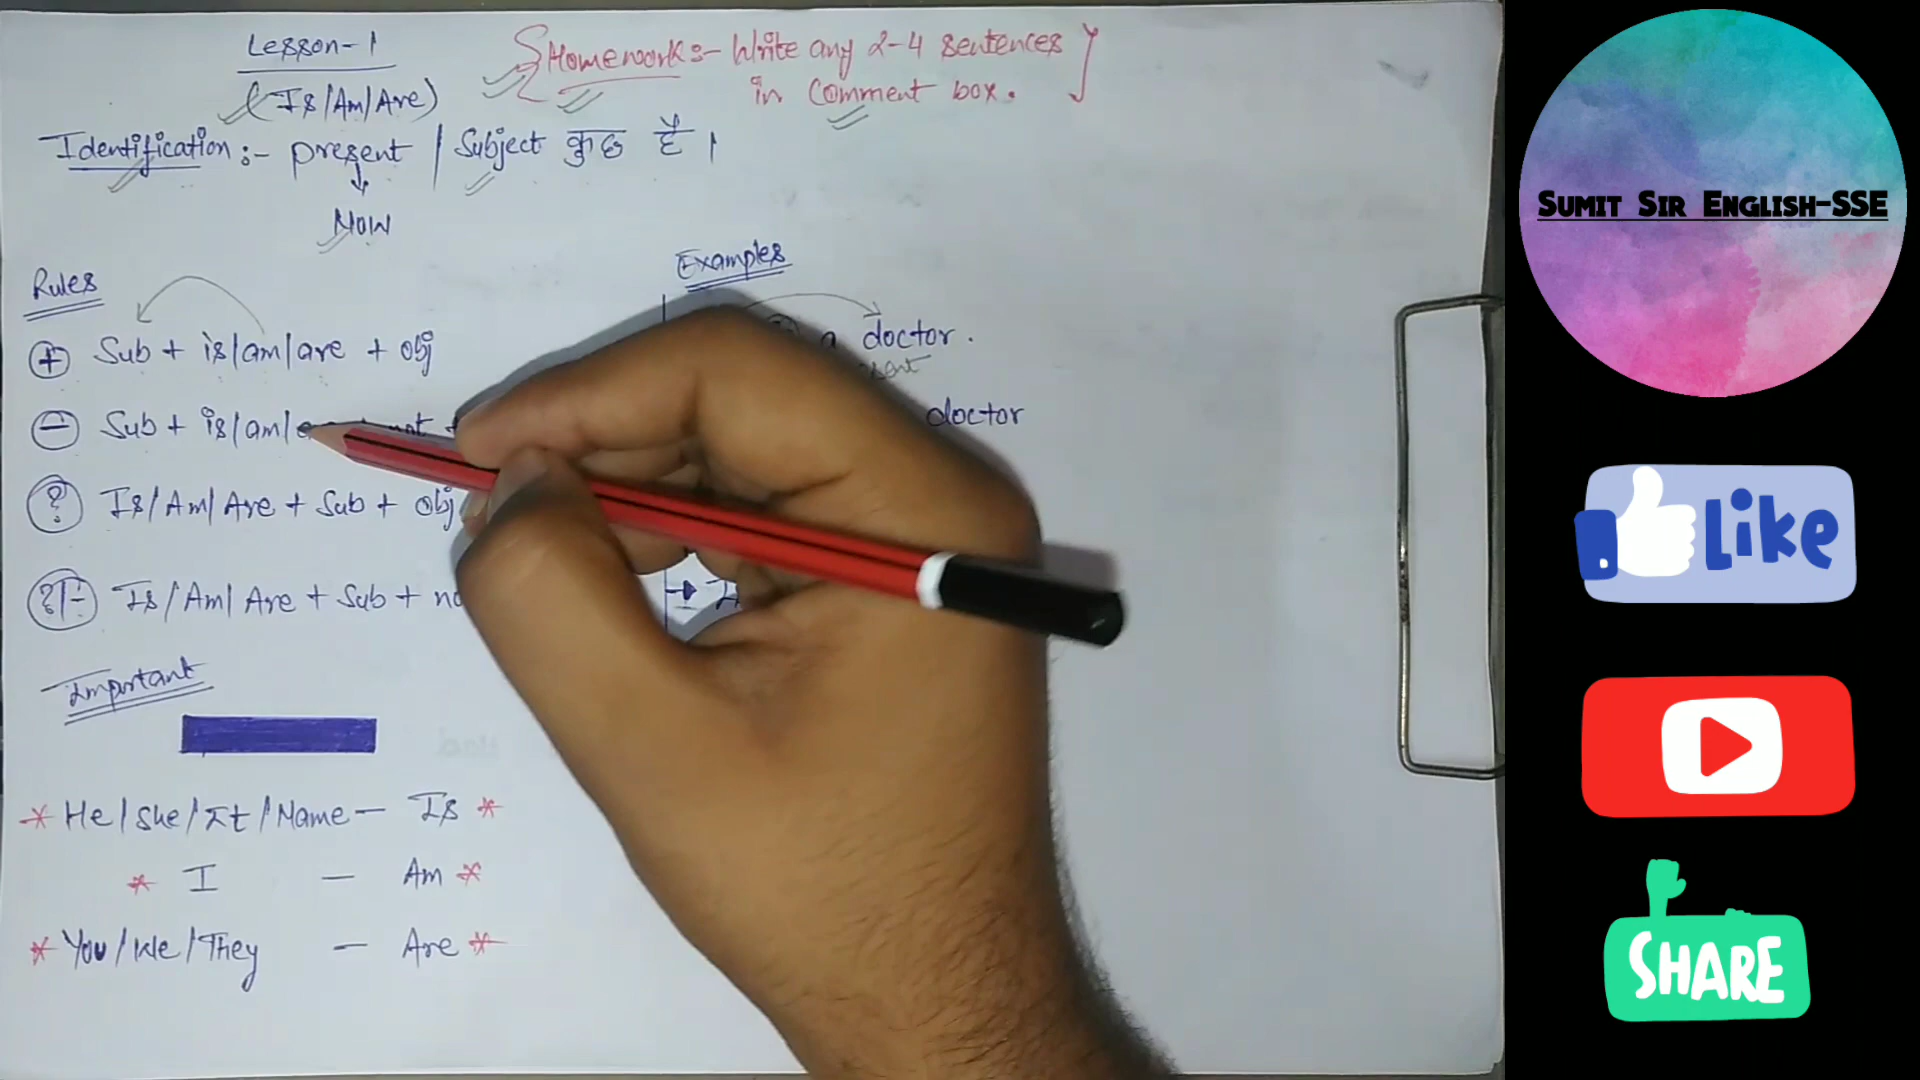 Lesson-1
(Is/Am/Are)
{Homework:- Write any 2-4 sentences
in Comment box.}
Identification:- present / Subject कुछ है।
Now
Rules
Examples
+ Sub + is/am/are + obj
a doctor.
- Sub + is/am/ not
doctor
? Is/Am/Are + Sub + obj
?/- Is/Am/Are + Sub +
Important
* He/She/It/Name - Is *
* I - Am *
* You/We/They - Are *
SUMIT SIR ENGLISH-SSE
Like
SHARE